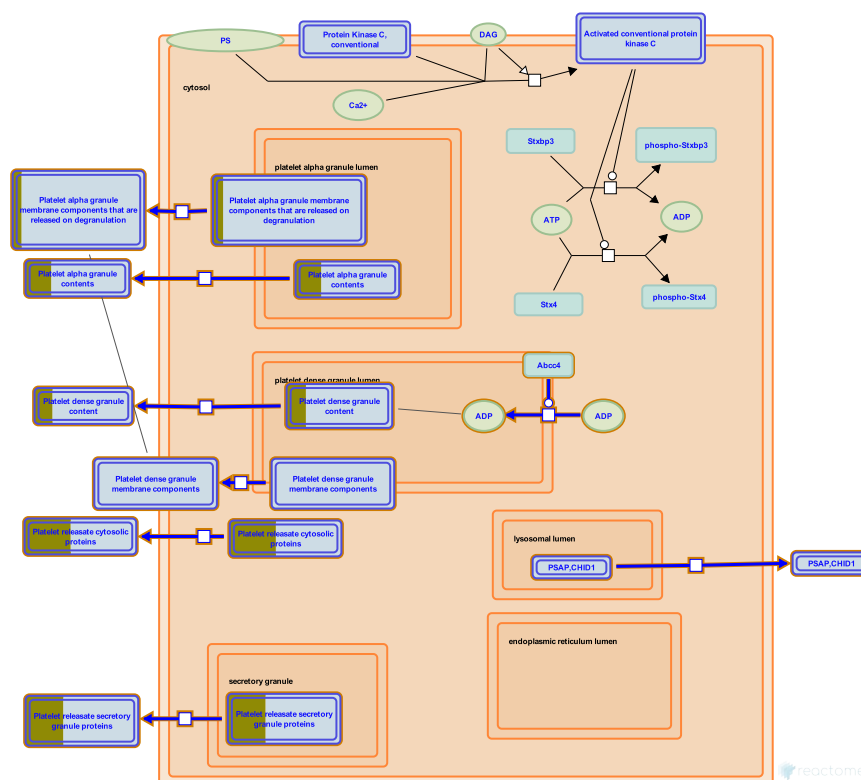 PS
Protein Kinase C,
conventional
DAG
Activated conventional protein
kinase C
cytosol
Ca2+
Stxbp3
phospho-Stxbp3
platelet alpha granule lumen
Platelet alpha granule
membrane components that are
released on degranulation
Platelet alpha granule membrane
components that are released on
degranulation
ATP
ADP
Platelet alpha granule
contents
Platelet alpha granule
contents
Stx4
phospho-Stx4
Abcc4
platelet dense granule lumen
Platelet dense granule
content
Platelet dense granule
content
ADP
ADP
Platelet dense granule
membrane components
Platelet dense granule
membrane components
Platelet releasate cytosolic
proteins
Platelet releasate cytosolic
proteins
lysosomal lumen
PSAP,CHID1
PSAP,CHID1
endoplasmic reticulum lumen
secretory granule
Platelet releasate secretory
granule proteins
Platelet releasate secretory
granule proteins
reactome